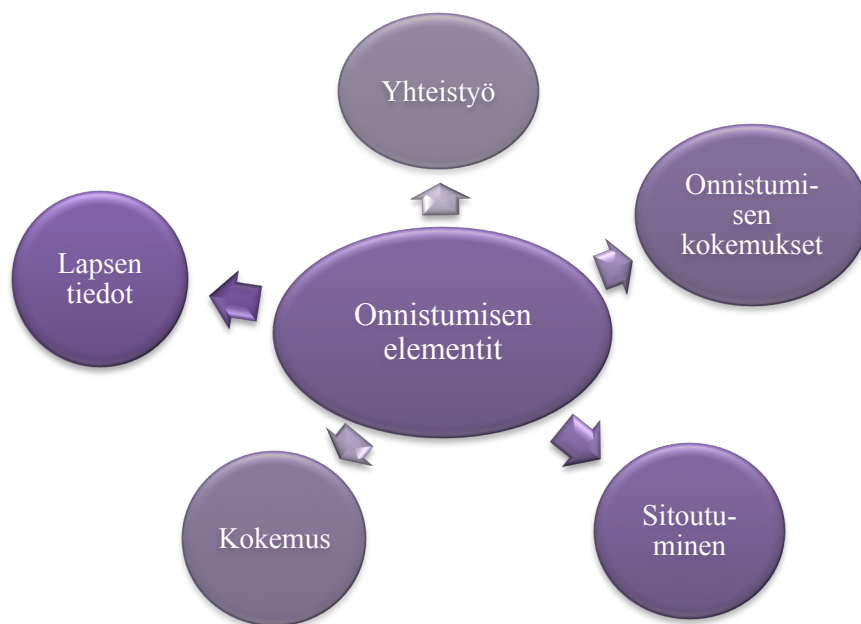 Yhteistyö
Onnistumi-
sen
kokemukset
Lapsen
tiedot
Onnistumisen
elementit
Sitoutu-
minen
Kokemus